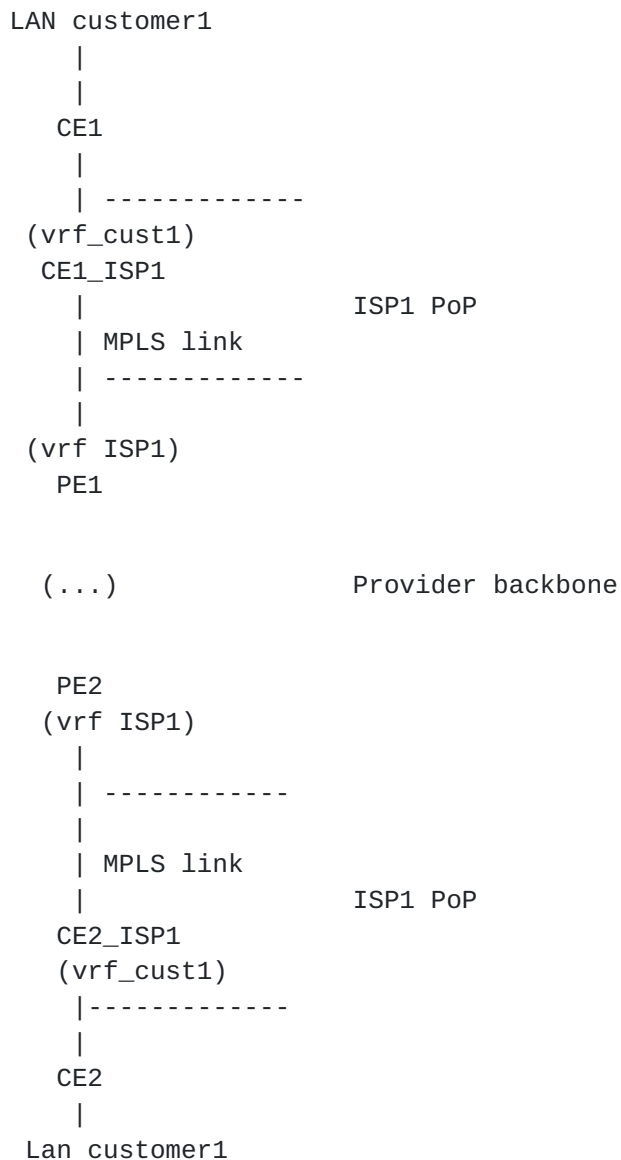 LAN customer1
|
|
CE1
|
| -------------
(vrf_cust1)
CE1_ISP1
| ISP1 PoP
| MPLS link
| -------------
|
(vrf ISP1)
PE1
(...) Provider backbone
PE2
(vrf ISP1)
|
| ------------
|
| MPLS link
| ISP1 PoP
CE2_ISP1
(vrf_cust1)
|-------------
|
CE2
|
Lan customer1